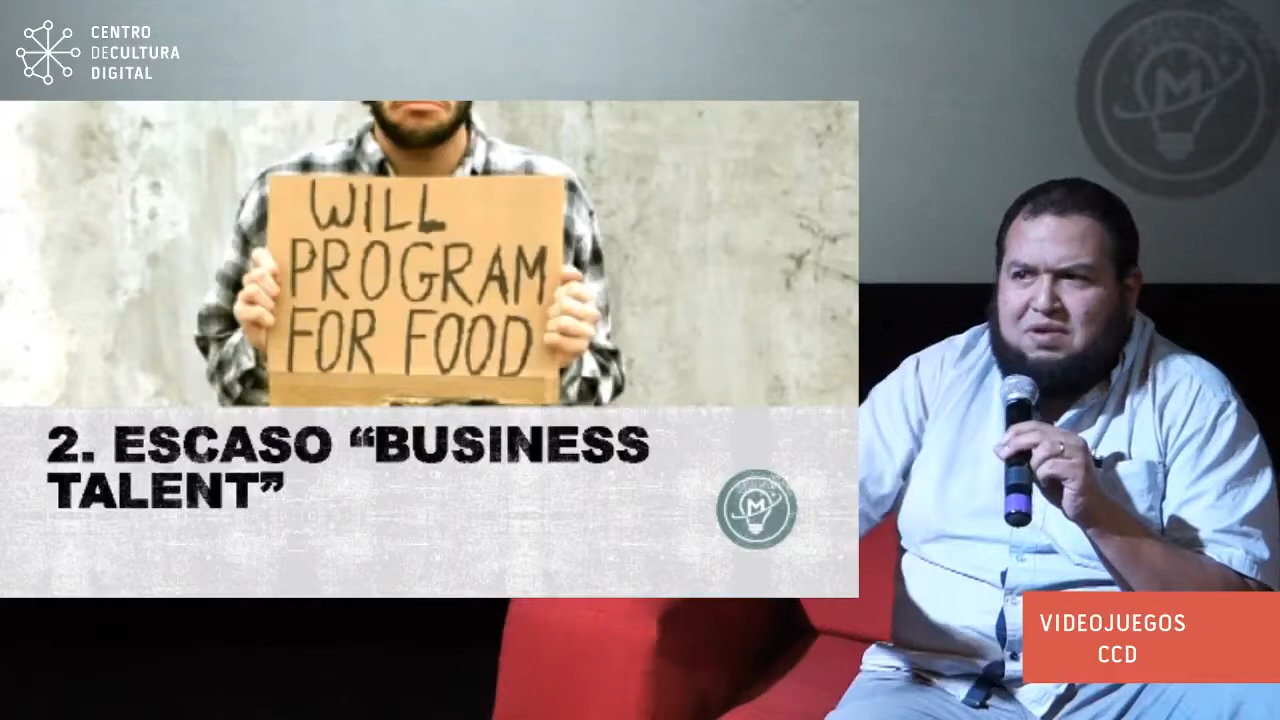 CENTRO
DECULTURA
DIGITAL
WILL
PROGRAM
FOR FOOD
2. ESCASO “BUSINESS
TALENT”
M
M
VIDEOJUEGOS
CCD